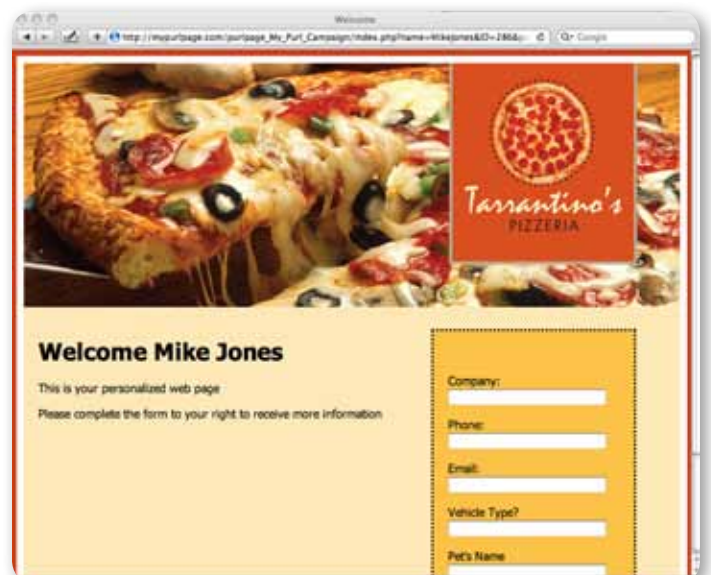 Welcome
http://mypurlpage.com/purlpage_My_Purl_Campaign/index.php?name=MikeJones&ID=286&
Google
Tarrantino's
PIZZERIA
Welcome Mike Jones
This is your personalized web page
Please complete the form to your right to receive more information
Company:
Phone:
Email:
Vehicle Type?
Pet's Name